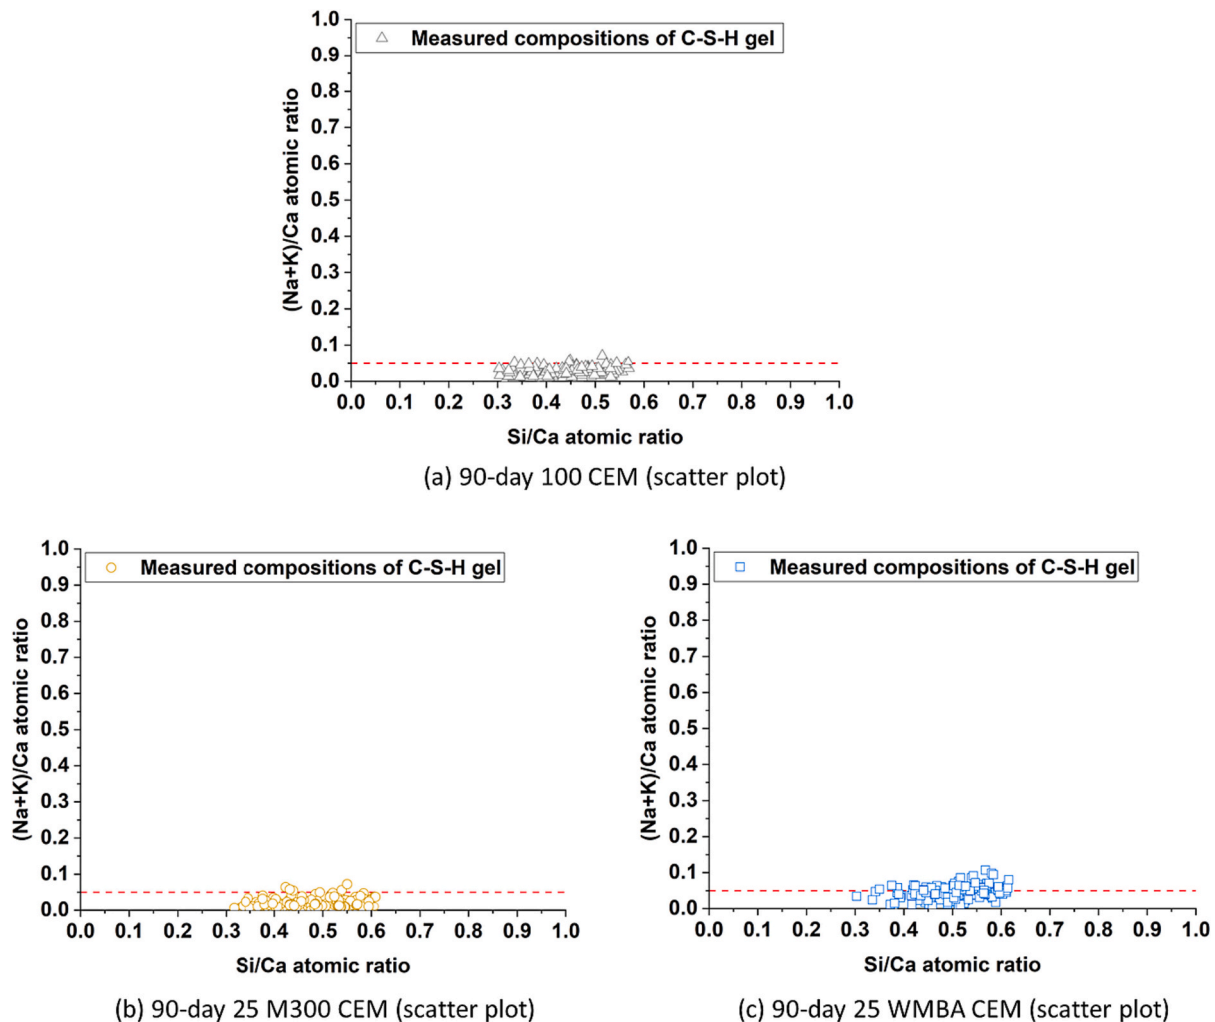 Measured compositions of C-S-H gel
(Na+K)/Ca atomic ratio
1.0
0.9
0.8
0.7
0.6
0.5
0.4
0.3
0.2
0.1
0.0
0.0 0.1 0.2 0.3 0.4 0.5 0.6 0.7 0.8 0.9 1.0
Si/Ca atomic ratio
(a) 90-day 100 CEM (scatter plot)
Measured compositions of C-S-H gel
(Na+K)/Ca atomic ratio
1.0
0.9
0.8
0.7
0.6
0.5
0.4
0.3
0.2
0.1
0.0
0.0 0.1 0.2 0.3 0.4 0.5 0.6 0.7 0.8 0.9 1.0
Si/Ca atomic ratio
(b) 90-day 25 M300 CEM (scatter plot)
Measured compositions of C-S-H gel
(Na+K)/Ca atomic ratio
1.0
0.9
0.8
0.7
0.6
0.5
0.4
0.3
0.2
0.1
0.0
0.0 0.1 0.2 0.3 0.4 0.5 0.6 0.7 0.8 0.9 1.0
Si/Ca atomic ratio
(c) 90-day 25 WMBA CEM (scatter plot)